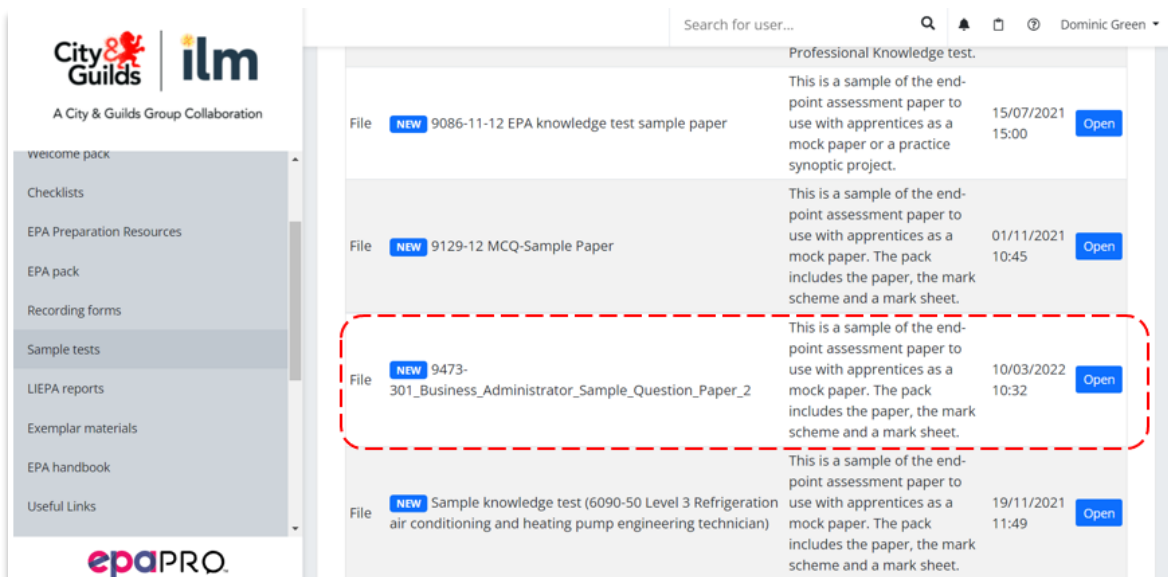 Search for user...
Dominic Green
City&
Guilds
ilm
A City & Guilds Group Collaboration
Welcome pack
Checklists
EPA Preparation Resources
EPA pack
Recording forms
Sample tests
LIEPA reports
Exemplar materials
EPA handbook
Useful Links
epaPRO
Professional Knowledge test.
File
NEW 9086-11-12 EPA knowledge test sample paper
This is a sample of the end-
point assessment paper to
use with apprentices as a
mock paper or a practice
synoptic project.
15/07/2021
15:00
Open
File
NEW 9129-12 MCQ-Sample Paper
This is a sample of the end-
point assessment paper to
use with apprentices as a
mock paper. The pack
includes the paper, the mark
scheme and a mark sheet.
01/11/2021
10:45
Open
File
NEW 9473-
301_Business_Administrator_Sample_Question_Paper_2
This is a sample of the end-
point assessment paper to
use with apprentices as a
mock paper. The pack
includes the paper, the mark
scheme and a mark sheet.
10/03/2022
10:32
Open
File
NEW Sample knowledge test (6090-50 Level 3 Refrigeration
air conditioning and heating pump engineering technician)
This is a sample of the end-
point assessment paper to
use with apprentices as a
mock paper. The pack
includes the paper, the mark
scheme and a mark sheet.
19/11/2021
11:49
Open